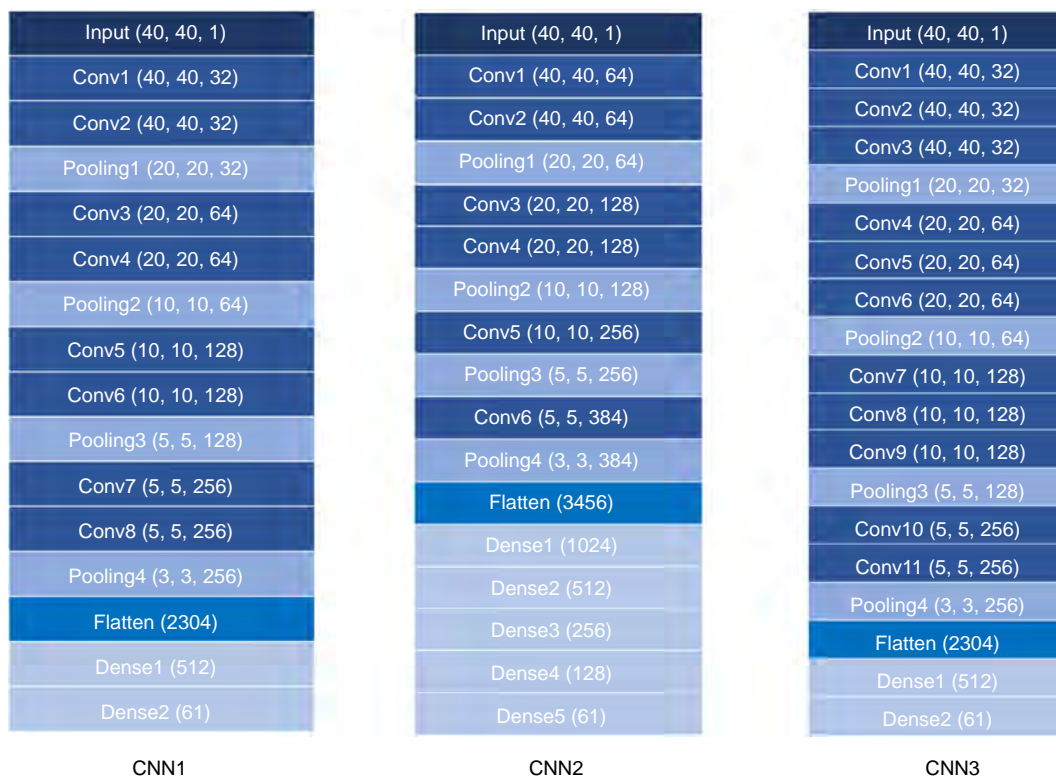 Input (40, 40, 1)
Conv1 (40, 40, 32)
Conv2 (40, 40, 32)
Pooling1 (20, 20, 32)
Conv3 (20, 20, 64)
Conv4 (20, 20, 64)
Pooling2 (10, 10, 64)
Conv5 (10, 10, 128)
Conv6 (10, 10, 128)
Pooling3 (5, 5, 128)
Conv7 (5, 5, 256)
Conv8 (5, 5, 256)
Pooling4 (3, 3, 256)
Flatten (2304)
Dense1 (512)
Dense2 (61)
CNN1
Input (40, 40, 1)
Conv1 (40, 40, 64)
Conv2 (40, 40, 64)
Pooling1 (20, 20, 64)
Conv3 (20, 20, 128)
Conv4 (20, 20, 128)
Pooling2 (10, 10, 128)
Conv5 (10, 10, 256)
Pooling3 (5, 5, 256)
Conv6 (5, 5, 384)
Pooling4 (3, 3, 384)
Flatten (3456)
Dense1 (1024)
Dense2 (512)
Dense3 (256)
Dense4 (128)
Dense5 (61)
CNN2
Input (40, 40, 1)
Conv1 (40, 40, 32)
Conv2 (40, 40, 32)
Conv3 (40, 40, 32)
Pooling1 (20, 20, 32)
Conv4 (20, 20, 64)
Conv5 (20, 20, 64)
Conv6 (20, 20, 64)
Pooling2 (10, 10, 64)
Conv7 (10, 10, 128)
Conv8 (10, 10, 128)
Conv9 (10, 10, 128)
Pooling3 (5, 5, 128)
Conv10 (5, 5, 256)
Conv11 (5, 5, 256)
Pooling4 (3, 3, 256)
Flatten (2304)
Dense1 (512)
Dense2 (61)
CNN3